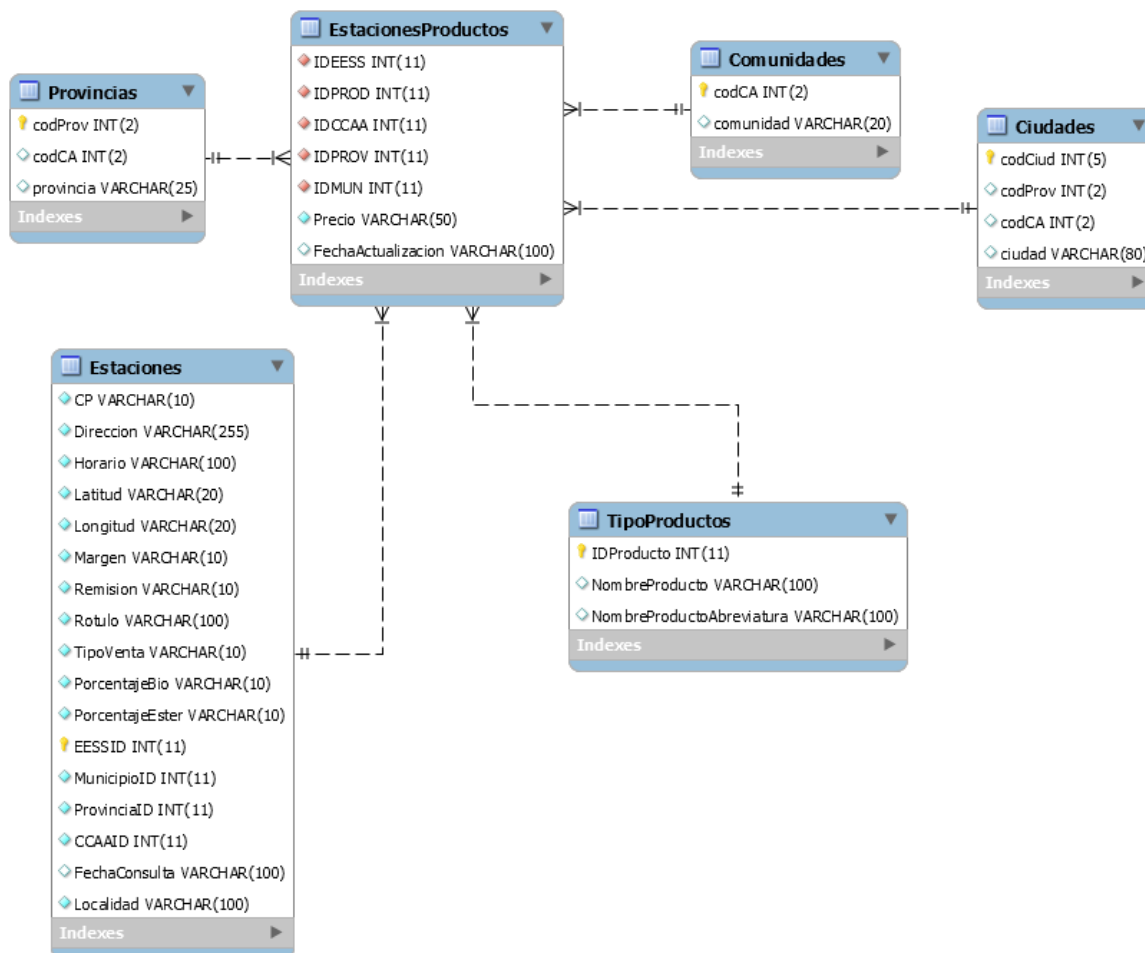 EstacionesProductos
IDEESS INT(11)
IDPROD INT(11)
IDCCAA INT(11)
IDPROV INT(11)
IDMUN INT(11)
Precio VARCHAR(50)
FechaActualizacion VARCHAR(100)
Indexes
Provincias
codProv INT(2)
codCA INT(2)
provincia VARCHAR(25)
Indexes
Comunidades
codCA INT(2)
comunidad VARCHAR(20)
Indexes
Ciudades
codCiud INT(5)
codProv INT(2)
codCA INT(2)
ciudad VARCHAR(80)
Indexes
Estaciones
CP VARCHAR(10)
Direccion VARCHAR(255)
Horario VARCHAR(100)
Latitud VARCHAR(20)
Longitud VARCHAR(20)
Margen VARCHAR(10)
Remision VARCHAR(10)
Rotulo VARCHAR(100)
TipoVenta VARCHAR(10)
PorcentajeBio VARCHAR(10)
PorcentajeEster VARCHAR(10)
EESSID INT(11)
MunicipioID INT(11)
ProvinciaID INT(11)
CCAAID INT(11)
FechaConsulta VARCHAR(100)
Localidad VARCHAR(100)
Indexes
TipoProductos
IDProducto INT(11)
NombreProducto VARCHAR(100)
NombreProductoAbreviatura VARCHAR(100)
Indexes